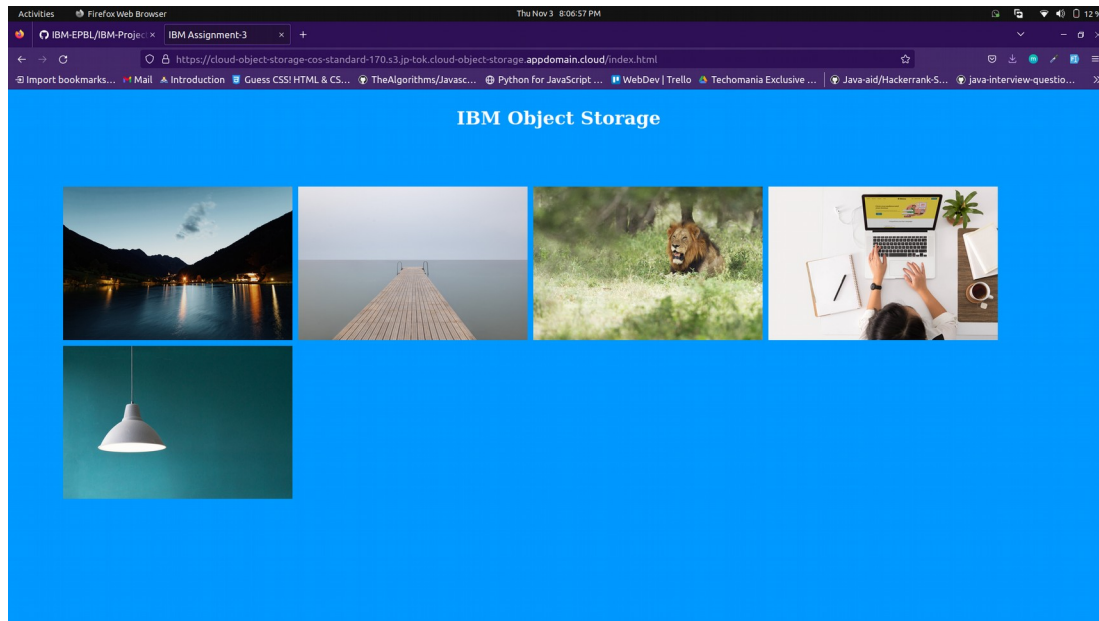 Activities Firefox Web Browser Thu Nov 3 8:06:57 PM 12 %
IBM-EPBL/IBM-Projec × IBM Assignment-3 × +
https://cloud-object-storage-cos-standard-170.s3.jp-tok.cloud-object-storage.appdomain.cloud/index.html
Import bookmarks... Mail Introduction Guess CSS! HTML & CS... TheAlgorithms/Javasc... Python for JavaScript ... WebDev | Trello Techomania Exclusive ... Java-aid/Hackerrank-S... java-interview-questio...
IBM Object Storage